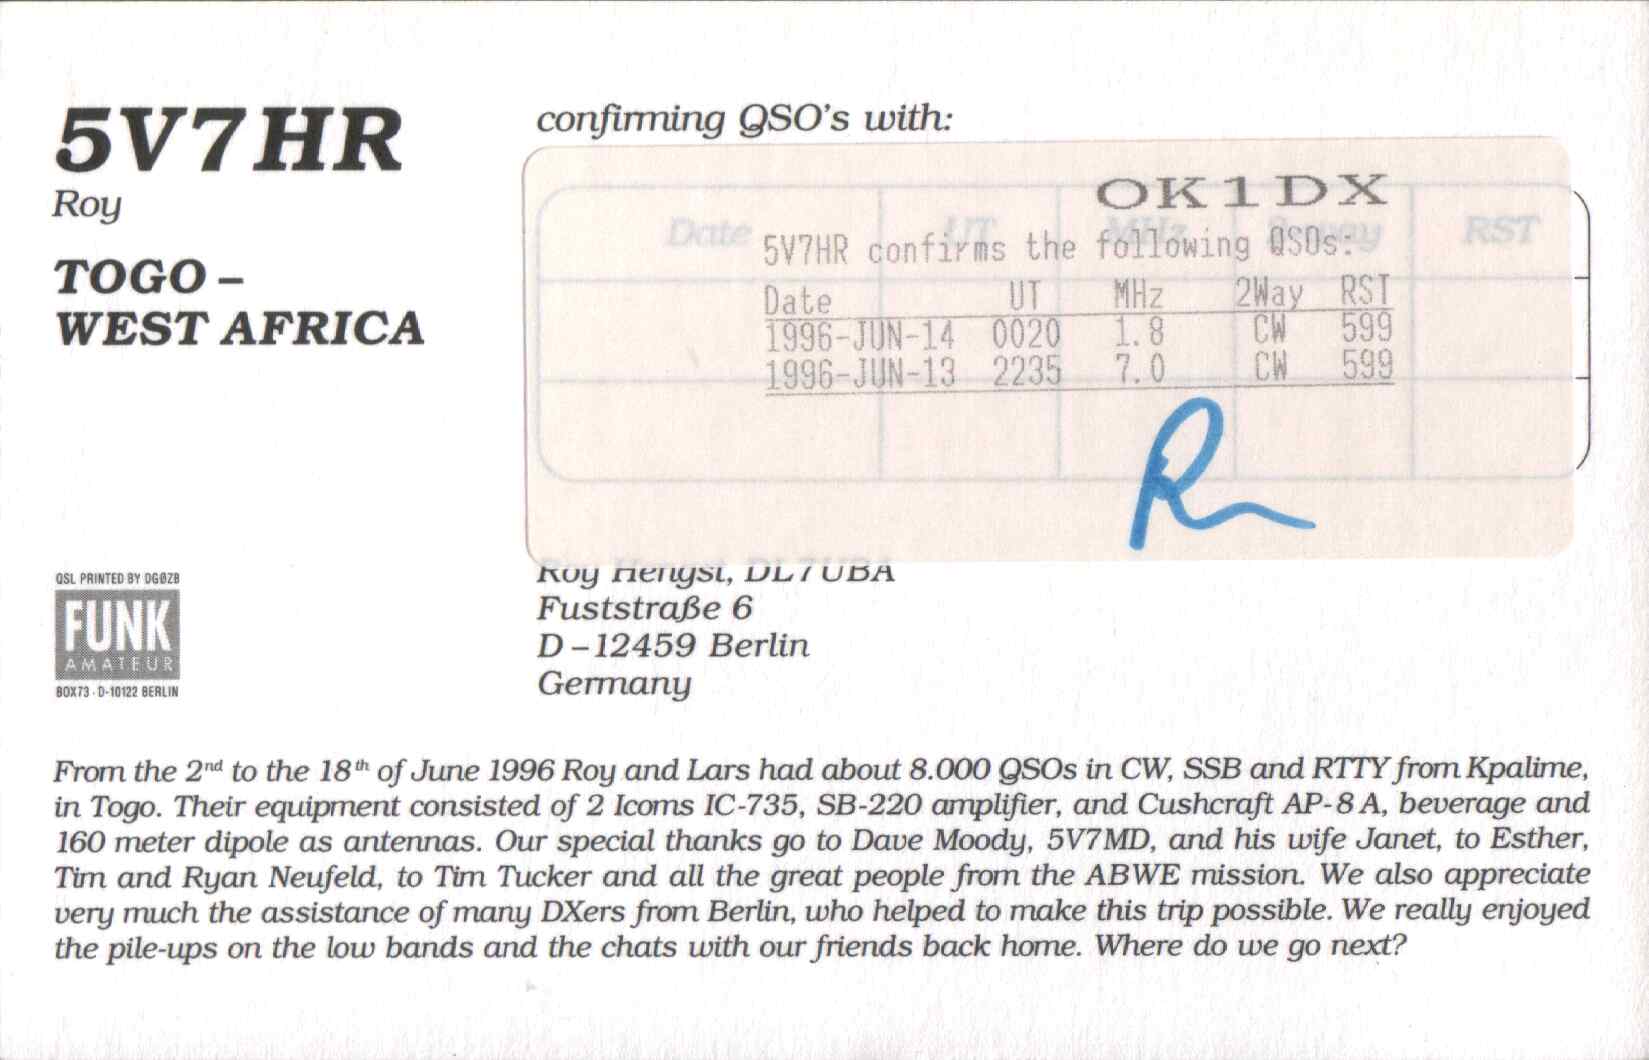 5V7HR
Roy
TOGO –
WEST AFRICA
confirming QSO's with:
Date UT MHz 2way RST
OK1DX
5V7HR confirms the following QSOs:
Date UT MHz 2Way RST
1996-JUN-14 0020 1.8 CW 599
1996-JUN-13 2235 7.0 CW 599
Roy Hengst, DL7UBA
Fuststraße 6
D – 12459 Berlin
Germany
QSL PRINTED BY DGØZB
FUNK
AMATEUR
BOX73 · D-10122 BERLIN
From the 2nd to the 18th of June 1996 Roy and Lars had about 8.000 QSOs in CW, SSB and RTTY from Kpalime,
in Togo. Their equipment consisted of 2 Icoms IC-735, SB-220 amplifier, and Cushcraft AP-8A, beverage and
160 meter dipole as antennas. Our special thanks go to Dave Moody, 5V7MD, and his wife Janet, to Esther,
Tim and Ryan Neufeld, to Tim Tucker and all the great people from the ABWE mission. We also appreciate
very much the assistance of many DXers from Berlin, who helped to make this trip possible. We really enjoyed
the pile-ups on the low bands and the chats with our friends back home. Where do we go next?